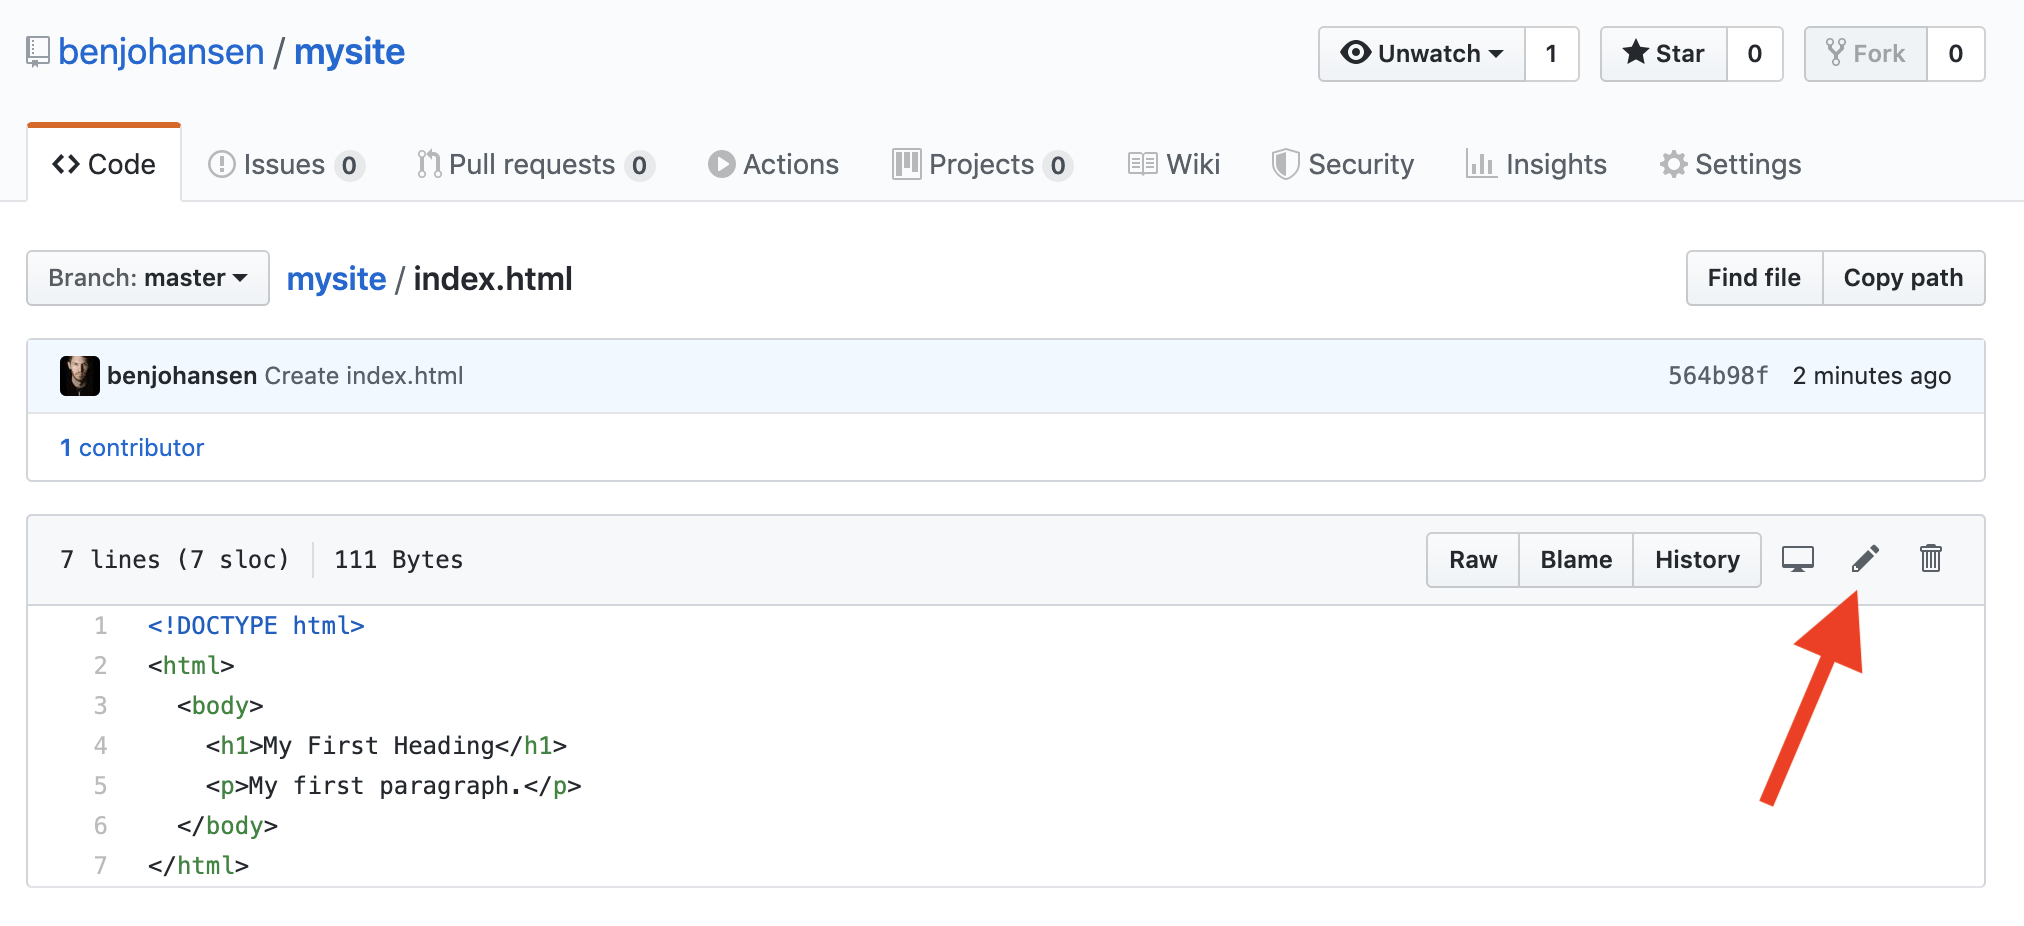 benjohansen / mysite
Unwatch 1 Star 0 Fork 0
Code Issues 0 Pull requests 0 Actions Projects 0 Wiki Security Insights Settings
Branch: master mysite / index.html Find file Copy path
benjohansen Create index.html 564b98f 2 minutes ago
1 contributor
7 lines (7 sloc) 111 Bytes Raw Blame History
1 <!DOCTYPE html>
2 <html>
3 <body>
4 <h1>My First Heading</h1>
5 <p>My first paragraph.</p>
6 </body>
7 </html>